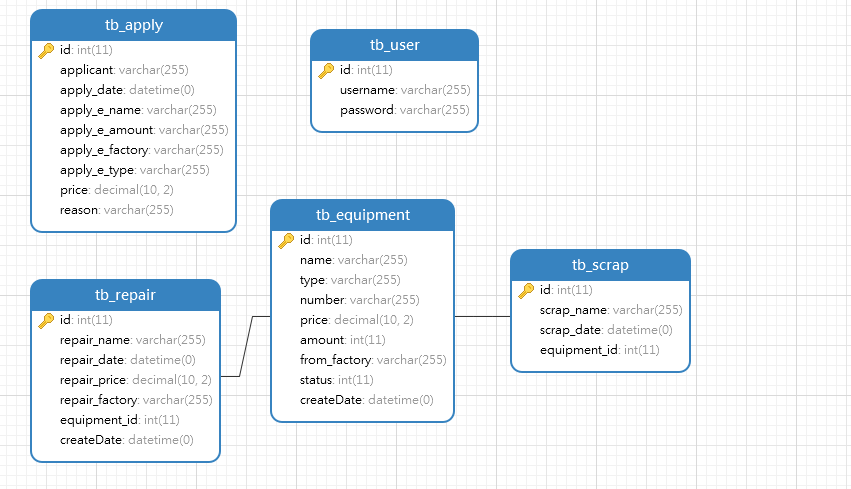 tb_apply
id: int(11)
applicant: varchar(255)
apply_date: datetime(0)
apply_e_name: varchar(255)
apply_e_amount: varchar(255)
apply_e_factory: varchar(255)
apply_e_type: varchar(255)
price: decimal(10, 2)
reason: varchar(255)
tb_user
id: int(11)
username: varchar(255)
password: varchar(255)
tb_equipment
id: int(11)
name: varchar(255)
type: varchar(255)
number: varchar(255)
price: decimal(10, 2)
amount: int(11)
from_factory: varchar(255)
status: int(11)
createDate: datetime(0)
tb_scrap
id: int(11)
scrap_name: varchar(255)
scrap_date: datetime(0)
equipment_id: int(11)
tb_repair
id: int(11)
repair_name: varchar(255)
repair_date: datetime(0)
repair_price: decimal(10, 2)
repair_factory: varchar(255)
equipment_id: int(11)
createDate: datetime(0)